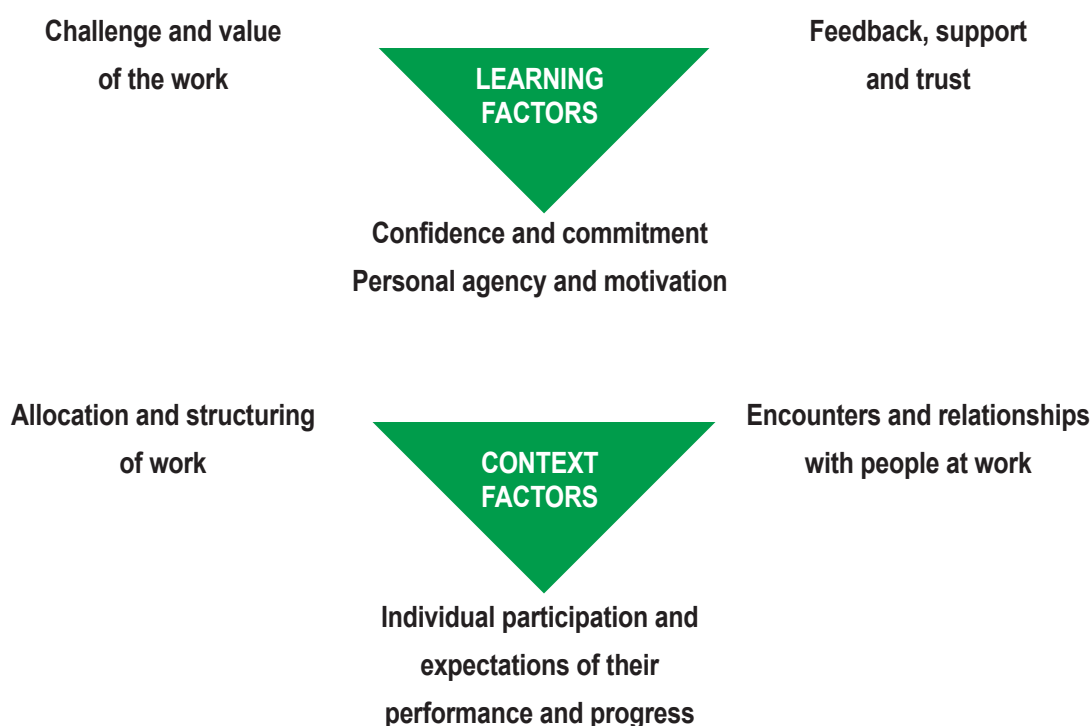 Challenge and value
of the work
LEARNING
FACTORS
Feedback, support
and trust
Confidence and commitment
Personal agency and motivation
Allocation and structuring
of work
CONTEXT
FACTORS
Encounters and relationships
with people at work
Individual participation and
expectations of their
performance and progress